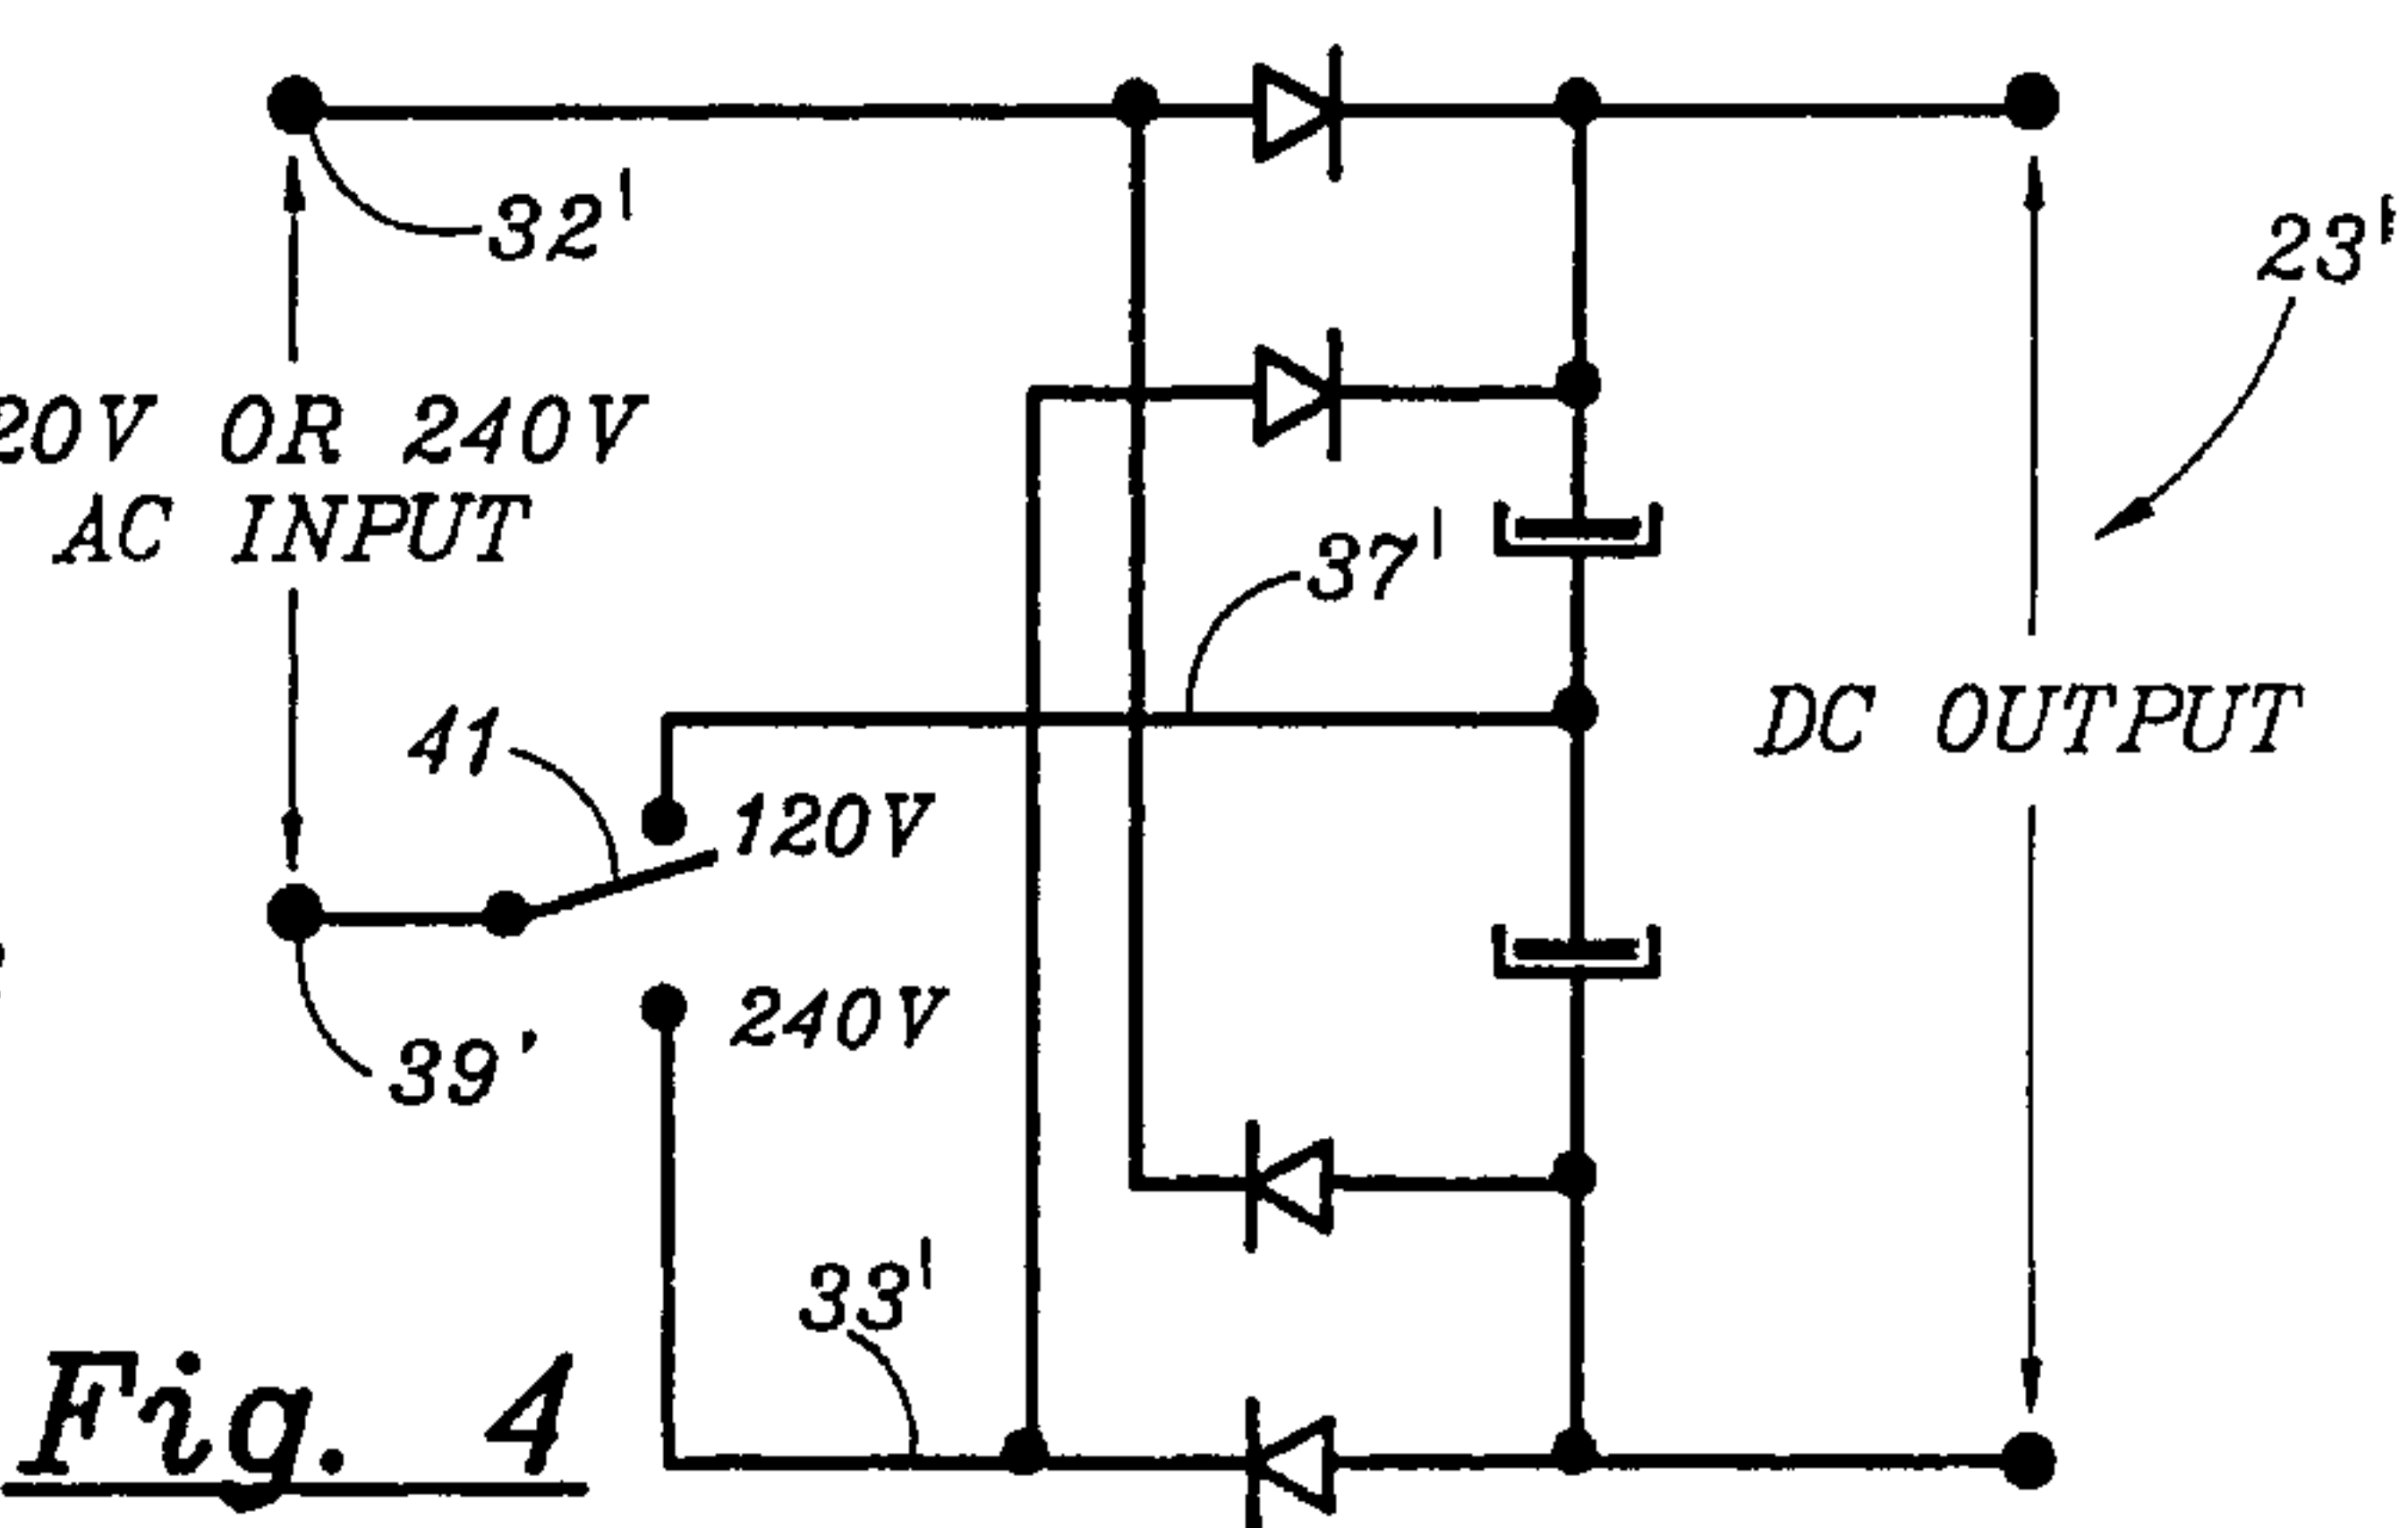 32'
23'
20V OR 240V
AC INPUT
37'
41
DC OUTPUT
120V
240V
39'
33'
Fig. 4